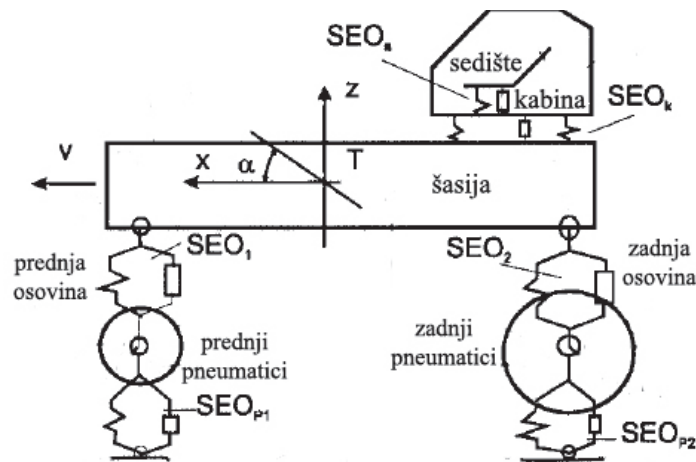 SEOₛ
sedište
kabina
SEOₖ
z
v
x
α
T
šasija
SEO₁
prednja
osovina
SEO₂
zadnja
osovina
prednji
pneumatici
zadnji
pneumatici
SEOP1
SEOP2